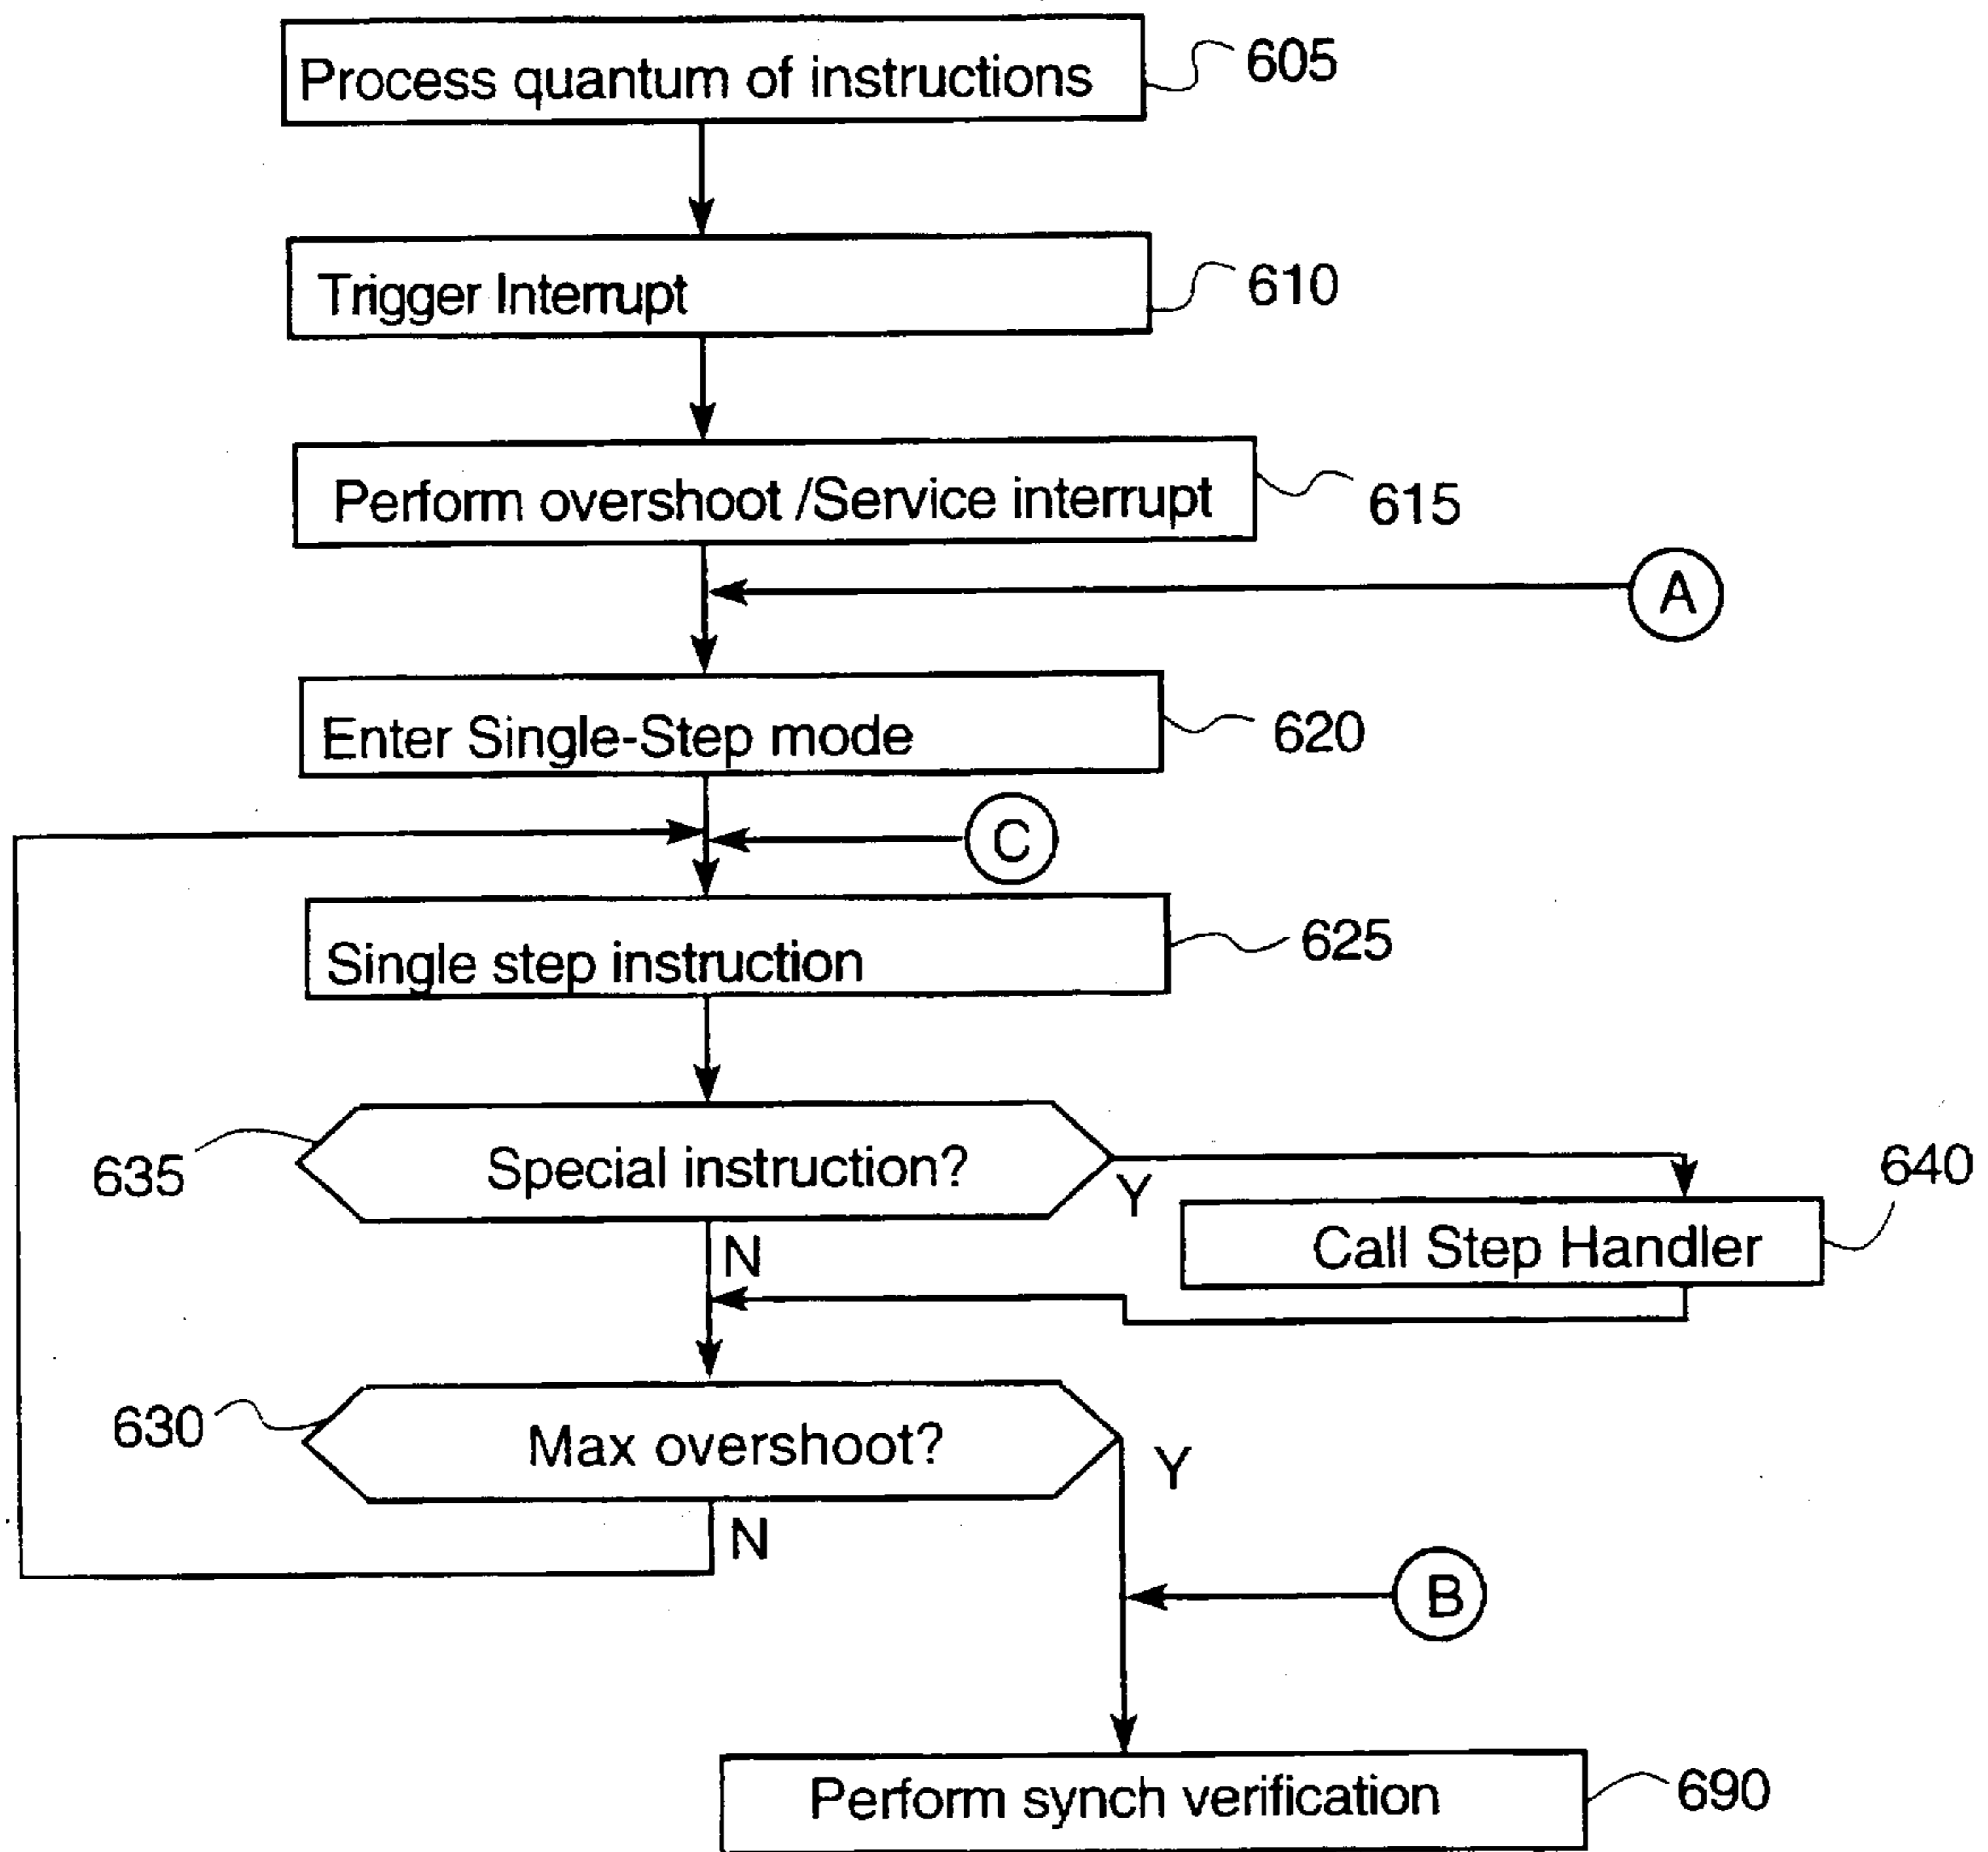 Process quantum of instructions
605
Trigger Interrupt
610
Perform overshoot /Service interrupt
615
A
Enter Single-Step mode
620
C
Single step instruction
625
635
Special instruction?
Y
640
Call Step Handler
N
630
Max overshoot?
Y
N
B
Perform synch verification
690